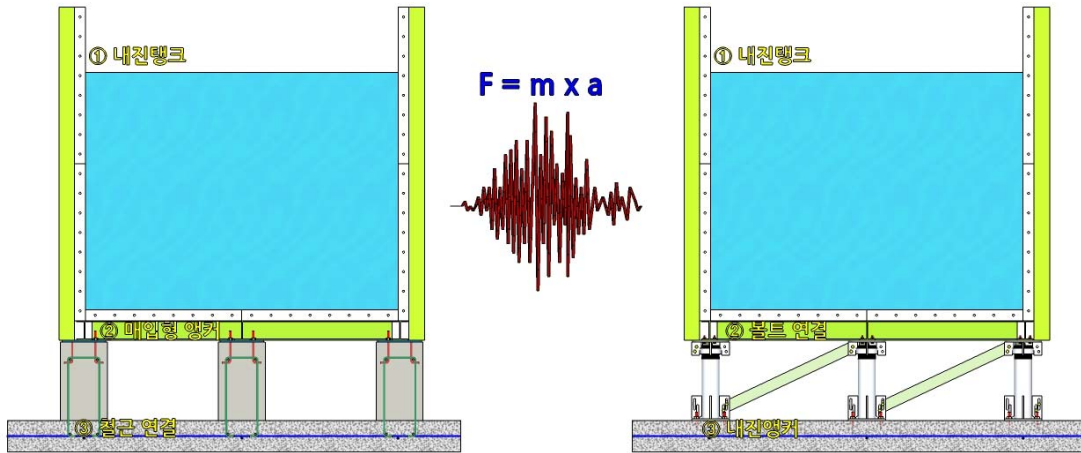 ① 내진탱크
② 매입형 앵커
③ 철근 연결
F = m x a
① 내진탱크
② 볼트 연결
③ 내진앵커